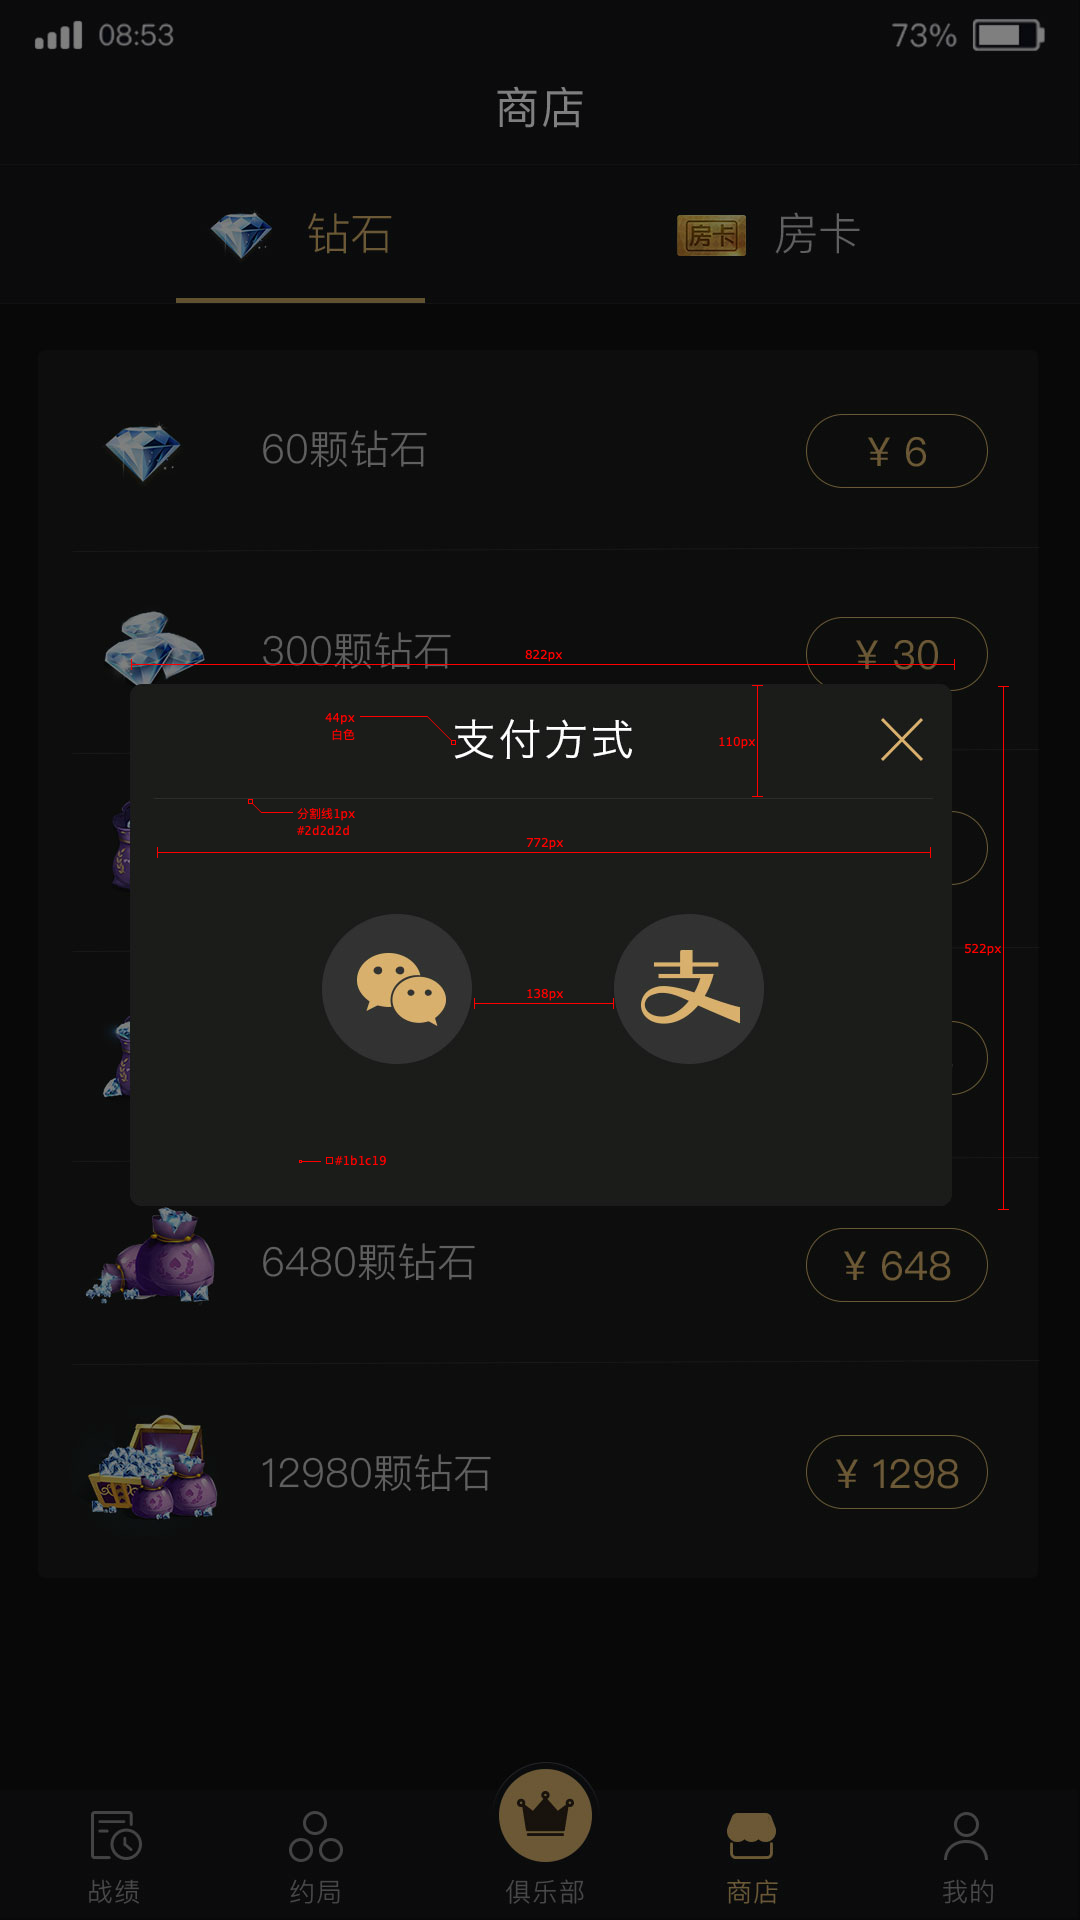 08:53
73%
商店
钻石
房卡
房卡
60颗钻石
¥ 6
300颗钻石
¥ 30
822px
44px
白色
支付方式
110px
分割线1px
#2d2d2d
772px
522px
138px
支
#1b1c19
6480颗钻石
¥ 648
12980颗钻石
¥ 1298
战绩
约局
俱乐部
商店
我的